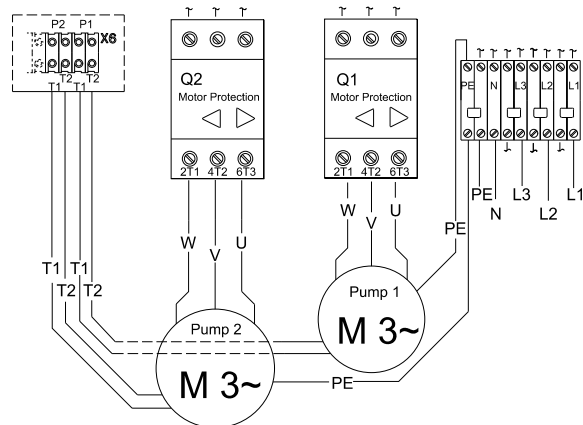 P2 P1 X6
T2 T2
T1 T1
Q2
Motor Protection
2T1 4T2 6T3
Q1
Motor Protection
2T1 4T2 6T3
PE N L3 L2 L1
PE L3 L1
N L2
W V U
W V U
PE
T1 T1
T2 T2
Pump 1
M 3~
Pump 2
M 3~
PE